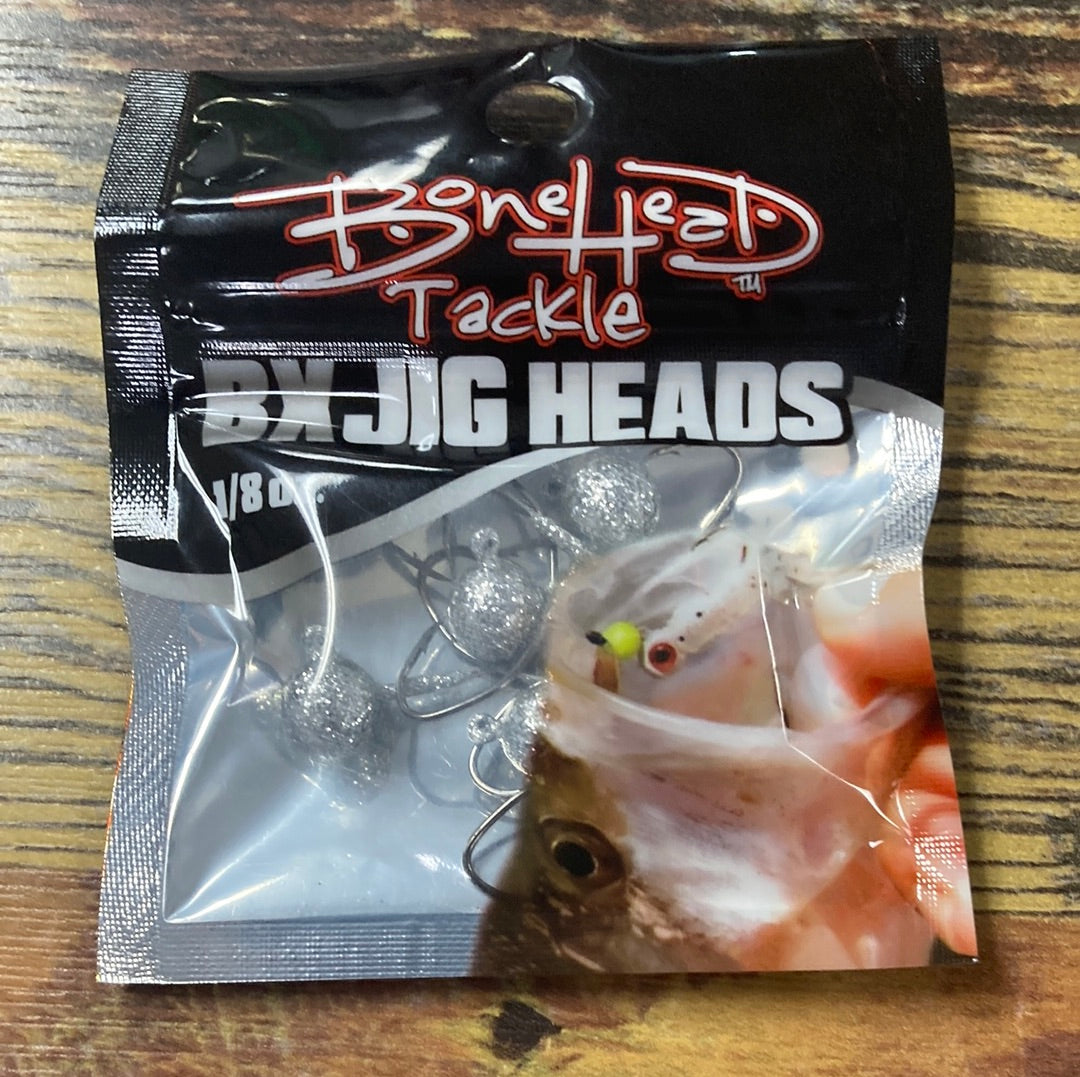 BoneHead
Tackle TM
BX JIG HEADS
1/8 oz.